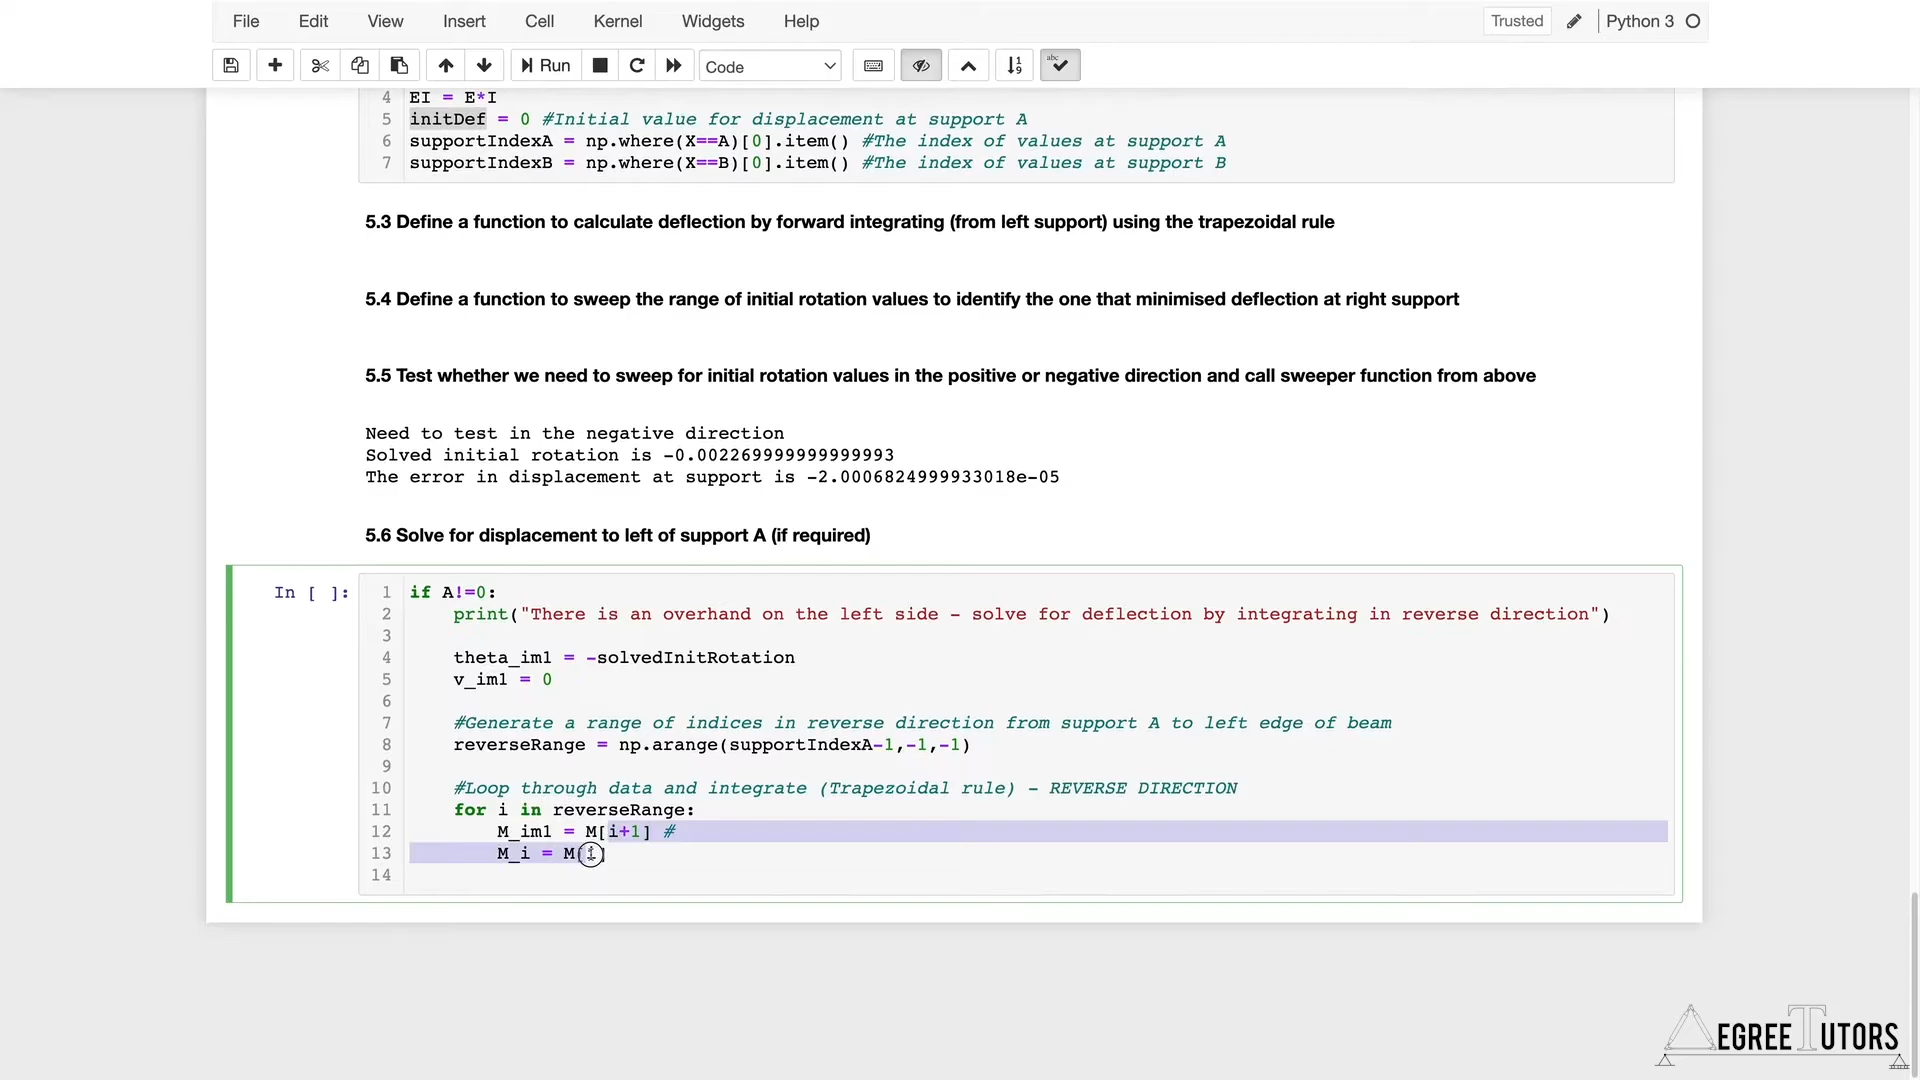 File Edit View Insert Cell Kernel Widgets Help Trusted Python 3
Run Code
4 EI = E*I
5 initDef = 0 #Initial value for displacement at support A
6 supportIndexA = np.where(X==A)[0].item() #The index of values at support A
7 supportIndexB = np.where(X==B)[0].item() #The index of values at support B
5.3 Define a function to calculate deflection by forward integrating (from left support) using the trapezoidal rule
5.4 Define a function to sweep the range of initial rotation values to identify the one that minimised deflection at right support
5.5 Test whether we need to sweep for initial rotation values in the positive or negative direction and call sweeper function from above
Need to test in the negative direction
Solved initial rotation is -0.002269999999999993
The error in displacement at support is -2.0006824999933018e-05
5.6 Solve for displacement to left of support A (if required)
In [ ]: 1 if A!=0:
2 print("There is an overhand on the left side - solve for deflection by integrating in reverse direction")
3
4 theta_im1 = -solvedInitRotation
5 v_im1 = 0
6
7 #Generate a range of indices in reverse direction from support A to left edge of beam
8 reverseRange = np.arange(supportIndexA-1,-1,-1)
9
10 #Loop through data and integrate (Trapezoidal rule) - REVERSE DIRECTION
11 for i in reverseRange:
12 M_im1 = M[i+1] #
13 M_i = M[i]
14
DEGREE TUTORS